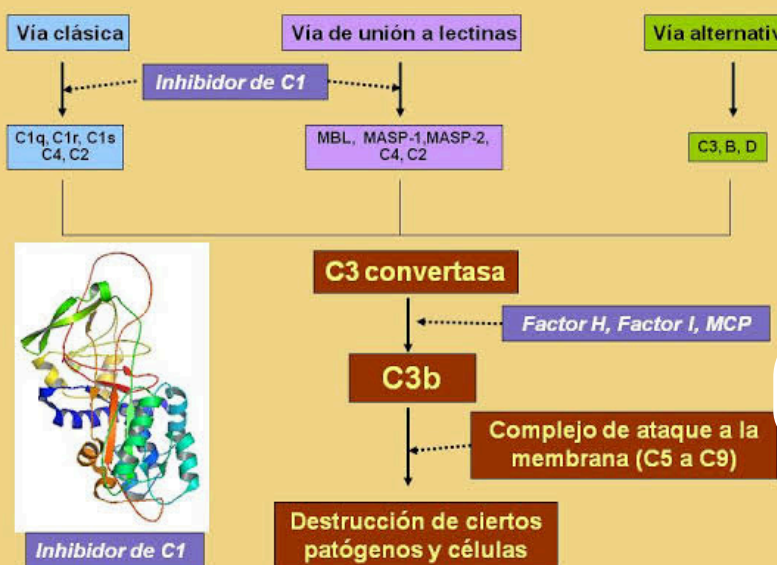 Vía clásica
Vía de unión a lectinas
Vía alternativ
Inhibidor de C1
C1q, C1r, C1s
C4, C2
MBL, MASP-1,MASP-2,
C4, C2
C3, B, D
C3 convertasa
Factor H, Factor I, MCP
C3b
Complejo de ataque a la
membrana (C5 a C9)
Destrucción de ciertos
patógenos y células
Inhibidor de C1